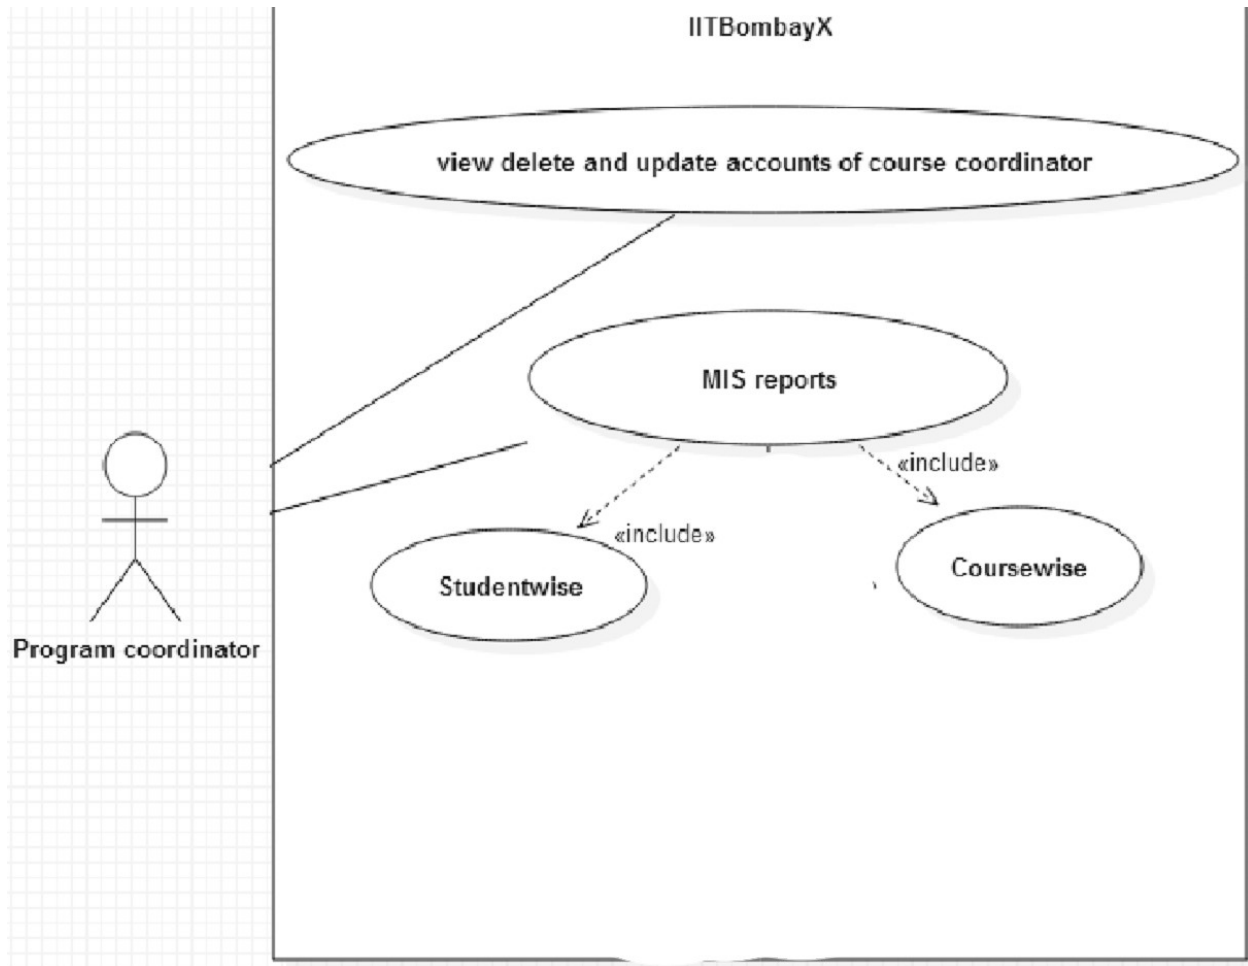 IITBombayX
view delete and update accounts of course coordinator
MIS reports
«include»
«include»
Studentwise
Coursewise
Program coordinator